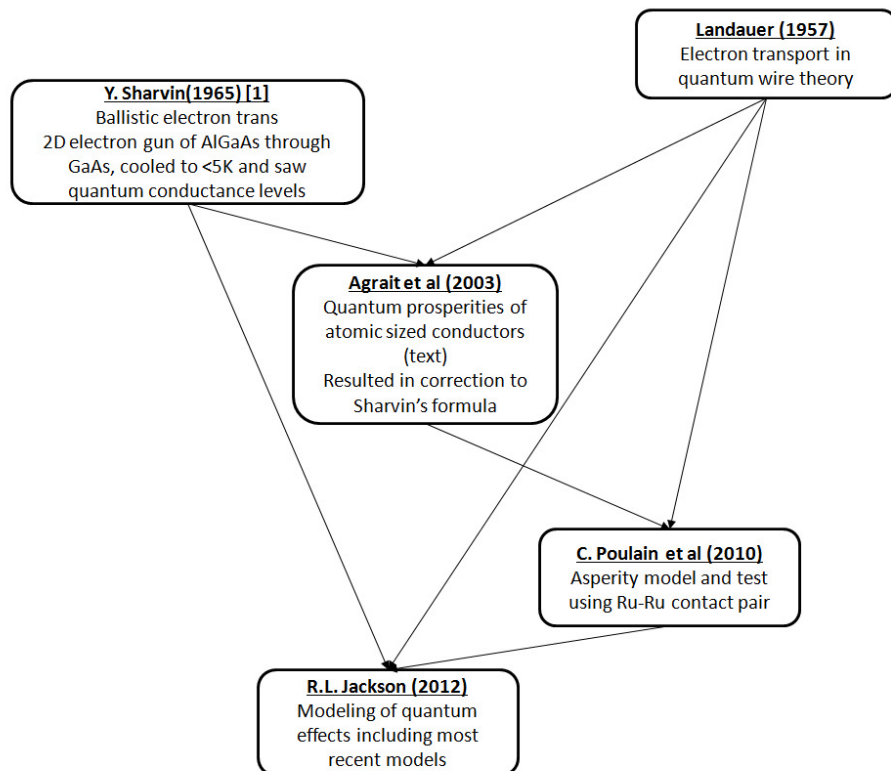 Landauer (1957)
Electron transport in
quantum wire theory
Y. Sharvin(1965) [1]
Ballistic electron trans
2D electron gun of AlGaAs through
GaAs, cooled to <5K and saw
quantum conductance levels
Agrait et al (2003)
Quantum prosperities of
atomic sized conductors
(text)
Resulted in correction to
Sharvin's formula
C. Poulain et al (2010)
Asperity model and test
using Ru-Ru contact pair
R.L. Jackson (2012)
Modeling of quantum
effects including most
recent models